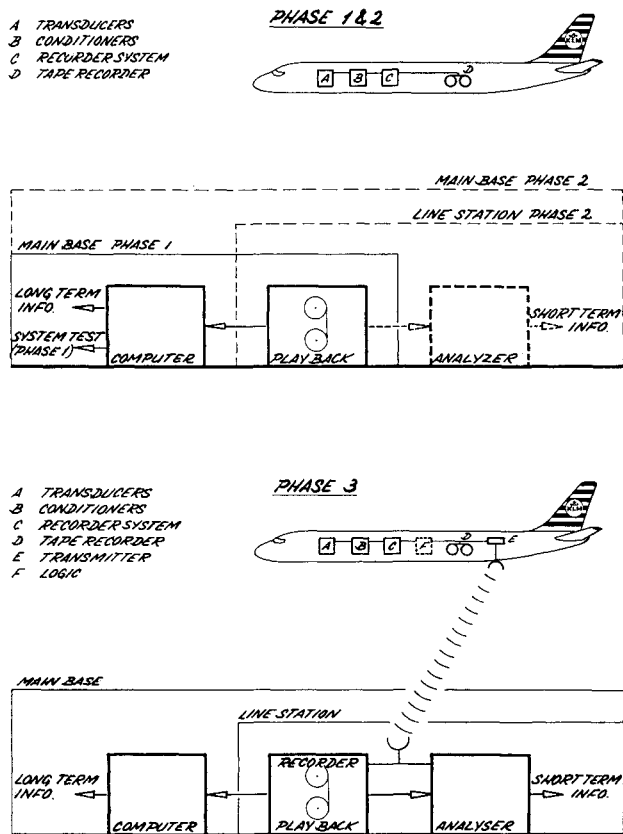 PHASE 1 & 2
A TRANSDUCERS
B CONDITIONERS
C RECORDER SYSTEM
D TAPE RECORDER
KLM
A B C D
MAIN BASE PHASE 2
LINE STATION PHASE 2
MAIN BASE PHASE 1
LONG TERM
INFO.
SYSTEM TEST
(PHASE 1)
COMPUTER
PLAY BACK
ANALYZER
SHORT TERM
INFO.
PHASE 3
A TRANSDUCERS
B CONDITIONERS
C RECORDER SYSTEM
D TAPE RECORDER
E TRANSMITTER
F LOGIC
KLM
A B C F D E
MAIN BASE
LINE STATION
RECORDER
LONG TERM
INFO.
COMPUTER
PLAY BACK
ANALYSER
SHORT TERM
INFO.